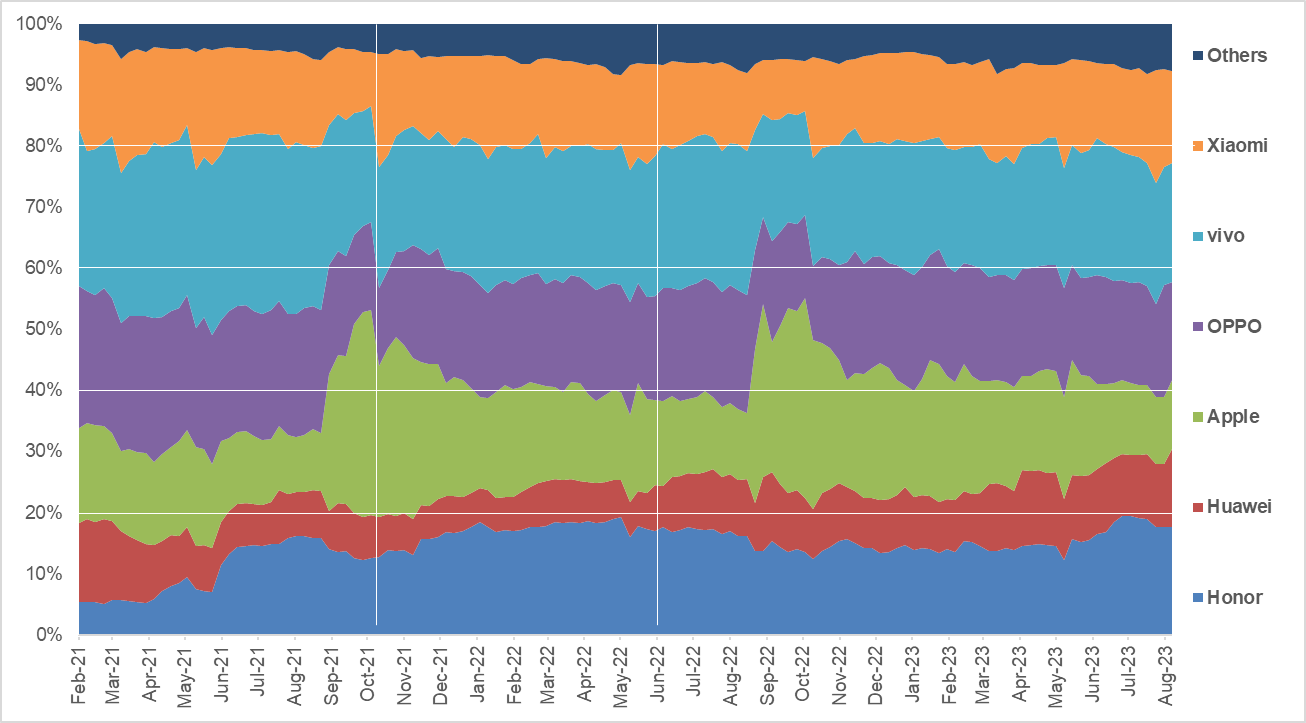 100%
90%
80%
70%
60%
50%
40%
30%
20%
10%
0%
Feb-21
Mar-21
Apr-21
May-21
Jun-21
Jul-21
Aug-21
Sep-21
Oct-21
Nov-21
Dec-21
Jan-22
Feb-22
Mar-22
Apr-22
May-22
Jun-22
Jul-22
Aug-22
Sep-22
Oct-22
Nov-22
Dec-22
Jan-23
Feb-23
Mar-23
Apr-23
May-23
Jun-23
Jul-23
Aug-23
Others
Xiaomi
vivo
OPPO
Apple
Huawei
Honor